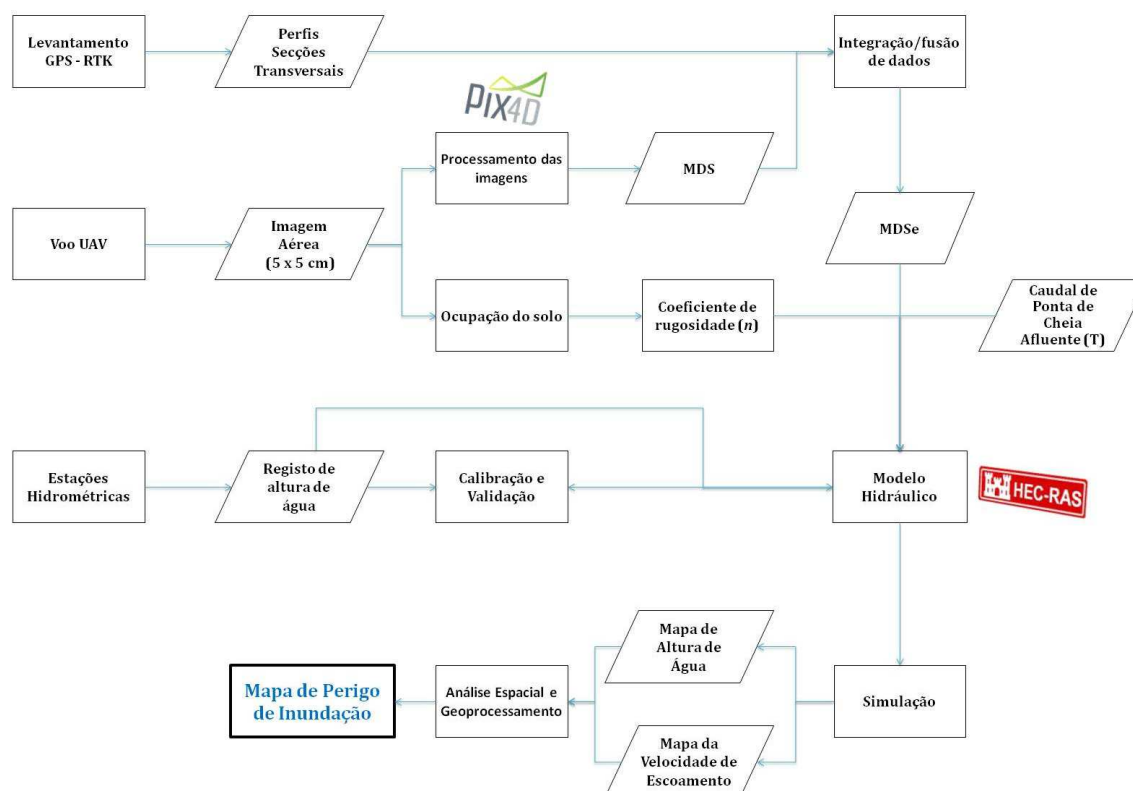 Levantamento
GPS - RTK
Perfis
Secções
Transversais
Integração/fusão
de dados
PIX4D
Processamento das
imagens
MDS
Voo UAV
Imagem
Aérea
(5 x 5 cm)
MDSe
Ocupação do solo
Coeficiente de
rugosidade (n)
Caudal de
Ponta de
Cheia
Afluente (T)
Estações
Hidrométricas
Registo de
altura de
água
Calibração e
Validação
Modelo
Hidráulico
HEC-RAS
Mapa de
Altura de
Água
Mapa de Perigo
de Inundação
Análise Espacial e
Geoprocessamento
Simulação
Mapa da
Velocidade de
Escoamento